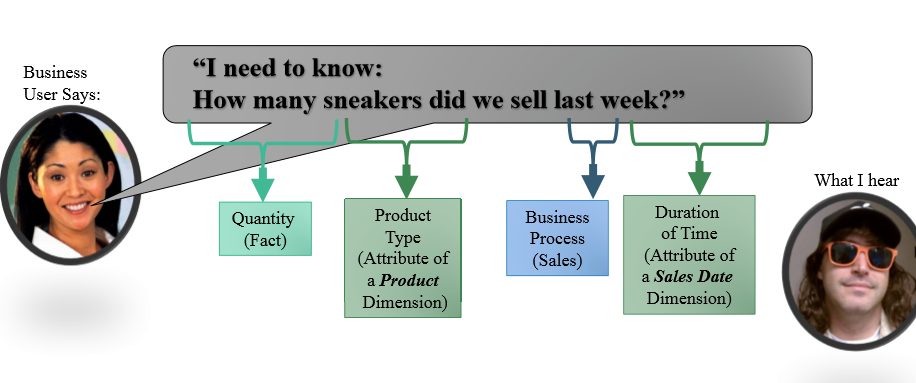 Business
User Says:
“I need to know:
How many sneakers did we sell last week?”
What I hear
Quantity
(Fact)
Product
Type
(Attribute of
a Product
Dimension)
Business
Process
(Sales)
Duration
of Time
(Attribute of
a Sales Date
Dimension)